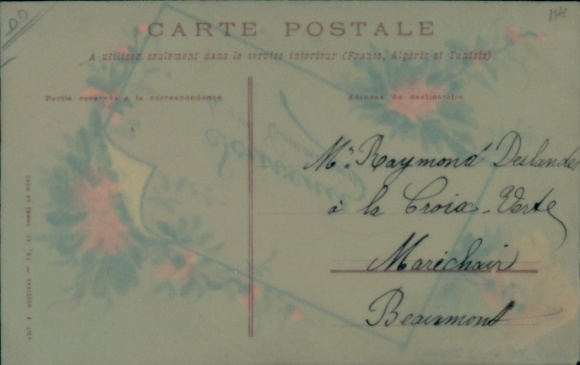 CARTE POSTALE
A utiliser seulement dans le service intérieur (France, Algérie et Tunisie)
Partie réservée à la correspondance
Adresse du destinataire
Mr. Raymond Deslandes
à la Croix-Verte
Maréchair
Beaumont